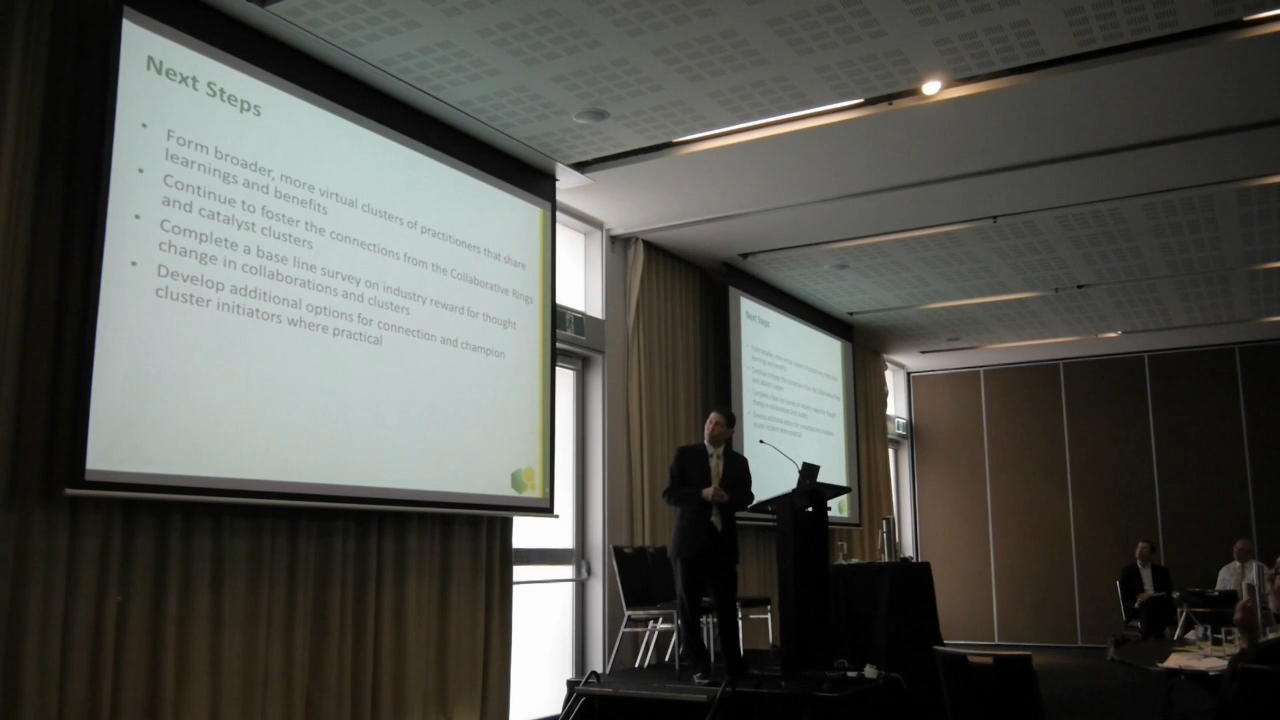 Next Steps
• Form broader, more virtual clusters of practitioners that share
learnings and benefits
• Continue to foster the connections from the Collaborative Rings
and catalyst clusters
• Complete a base line survey on industry reward for thought
change in collaborations and clusters
• Develop additional options for connection and champion
cluster initiators where practical
Next Steps